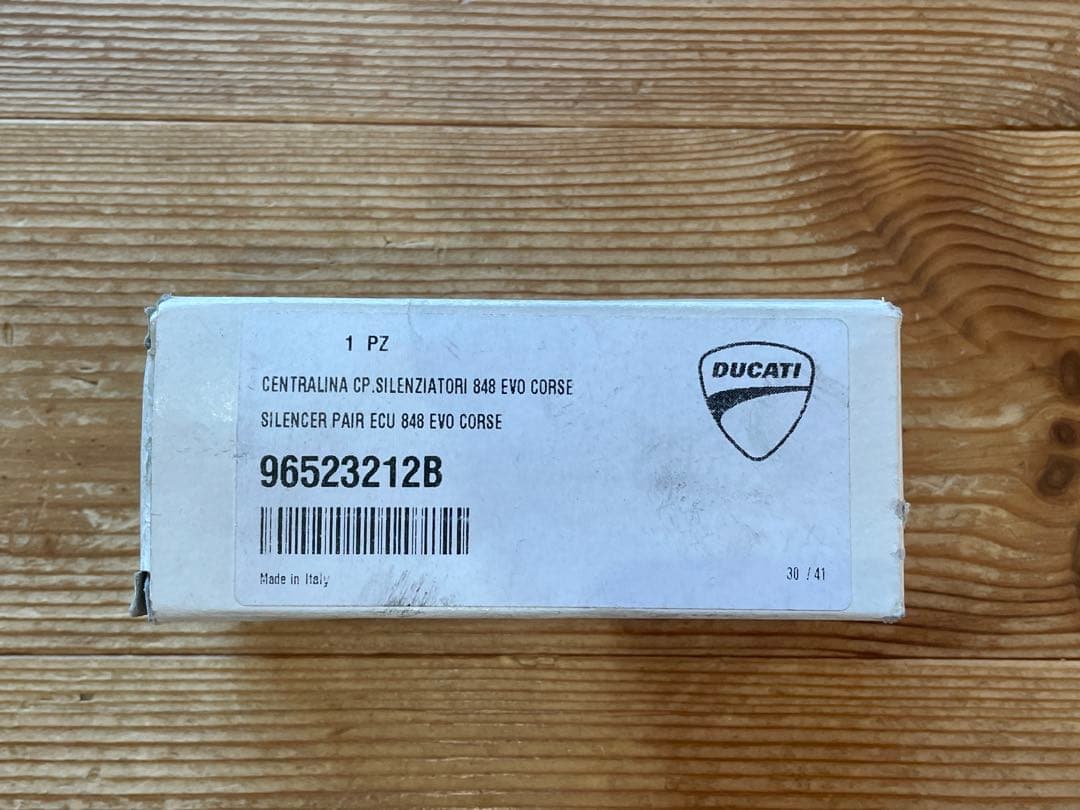 1 PZ
CENTRALINA CP.SILENZIATORI 848 EVO CORSE
SILENCER PAIR ECU 848 EVO CORSE
96523212B
Made in Italy
DUCATI
30 / 41